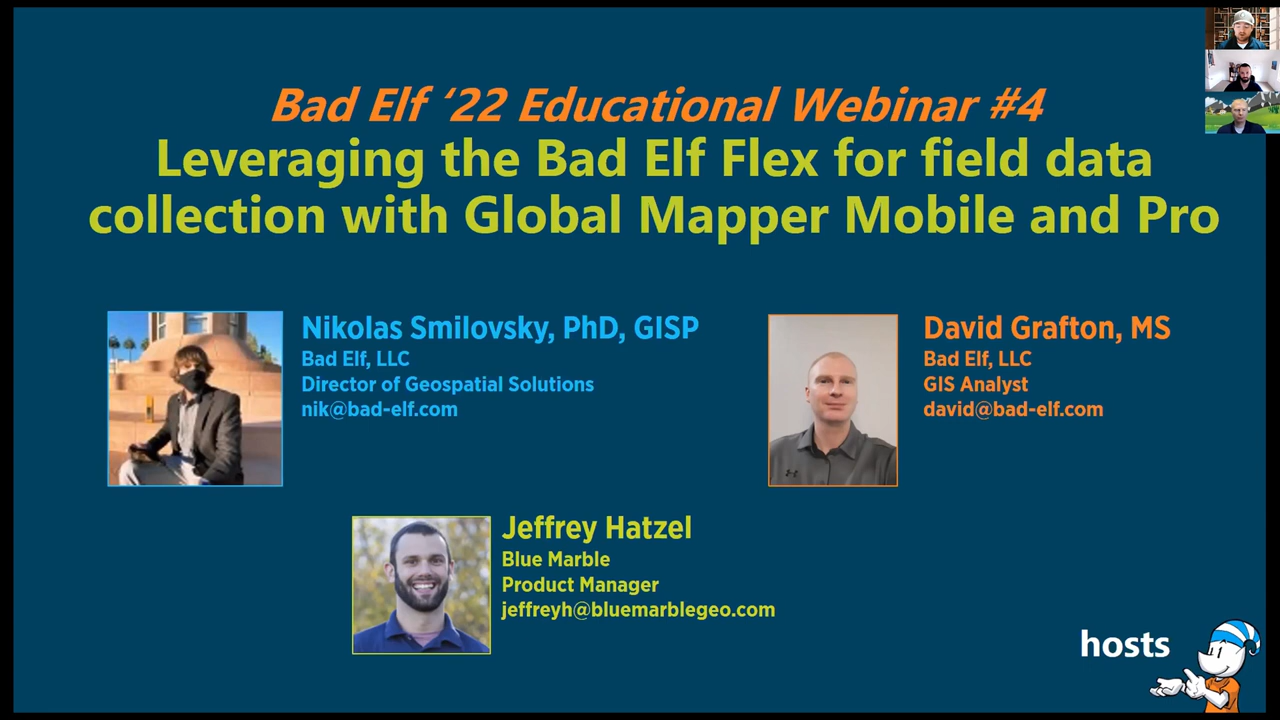 Bad Elf ‘22 Educational Webinar #4
Leveraging the Bad Elf Flex for field data
collection with Global Mapper Mobile and Pro
Nikolas Smilovsky, PhD, GISP
Bad Elf, LLC
Director of Geospatial Solutions
nik@bad-elf.com
David Grafton, MS
Bad Elf, LLC
GIS Analyst
david@bad-elf.com
Jeffrey Hatzel
Blue Marble
Product Manager
jeffreyh@bluemarblegeo.com
hosts